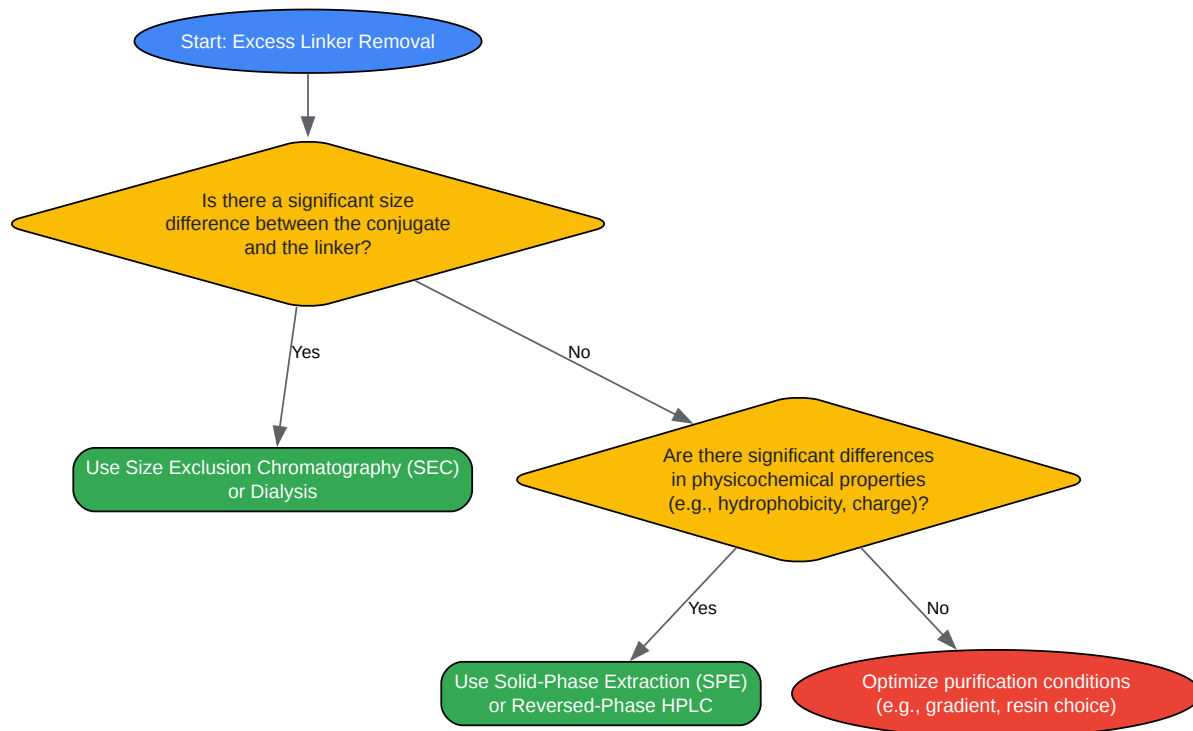 Start: Excess Linker Removal
Is there a significant size
difference between the conjugate
and the linker?
Yes
No
Use Size Exclusion Chromatography (SEC)
or Dialysis
Are there significant differences
in physicochemical properties
(e.g., hydrophobicity, charge)?
Yes
No
Use Solid-Phase Extraction (SPE)
or Reversed-Phase HPLC
Optimize purification conditions
(e.g., gradient, resin choice)